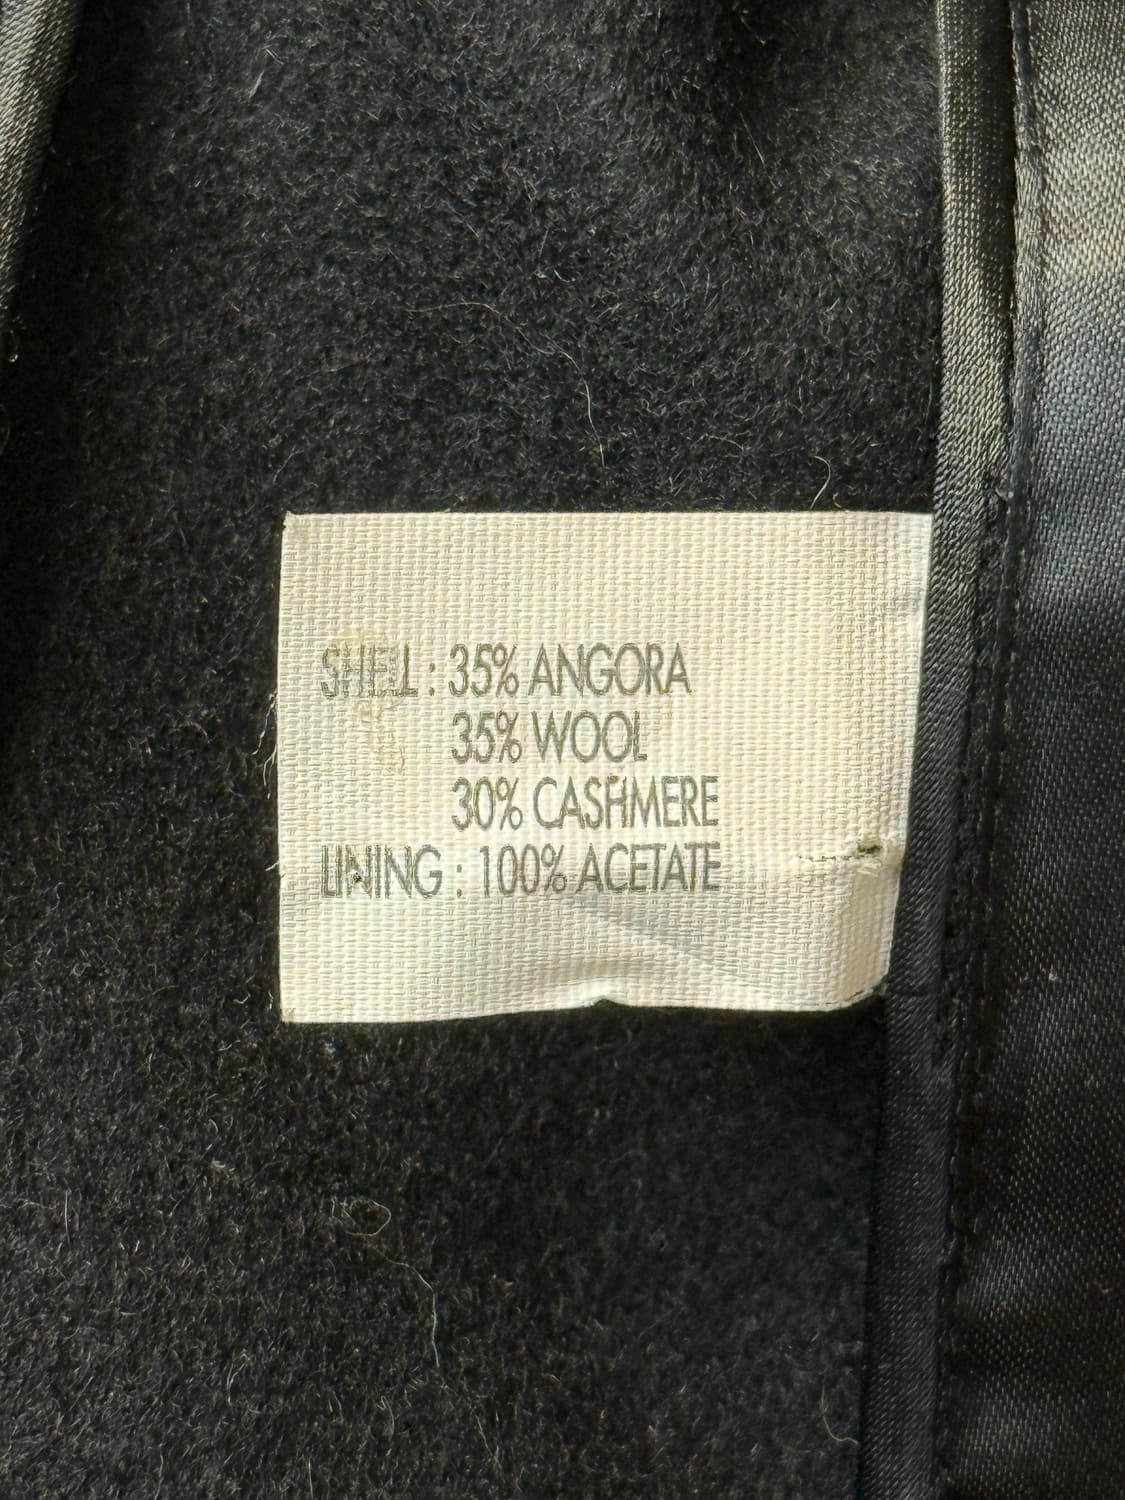 SHELL : 35% ANGORA
35% WOOL
30% CASHMERE
LINING : 100% ACETATE